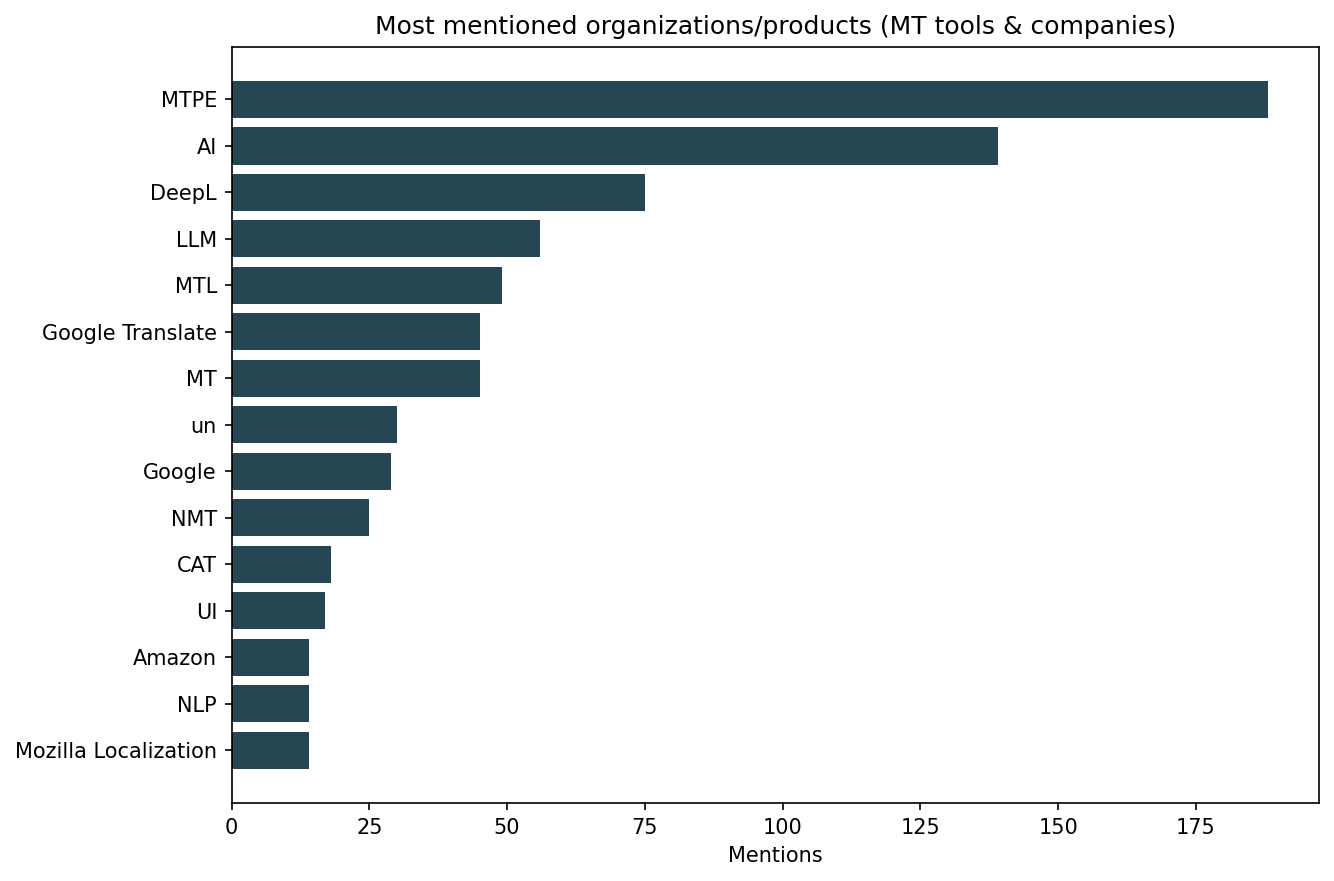 Most mentioned organizations/products (MT tools & companies)
MTPE
AI
DeepL
LLM
MTL
Google Translate
MT
un
Google
NMT
CAT
UI
Amazon
NLP
Mozilla Localization
0 25 50 75 100 125 150 175
Mentions